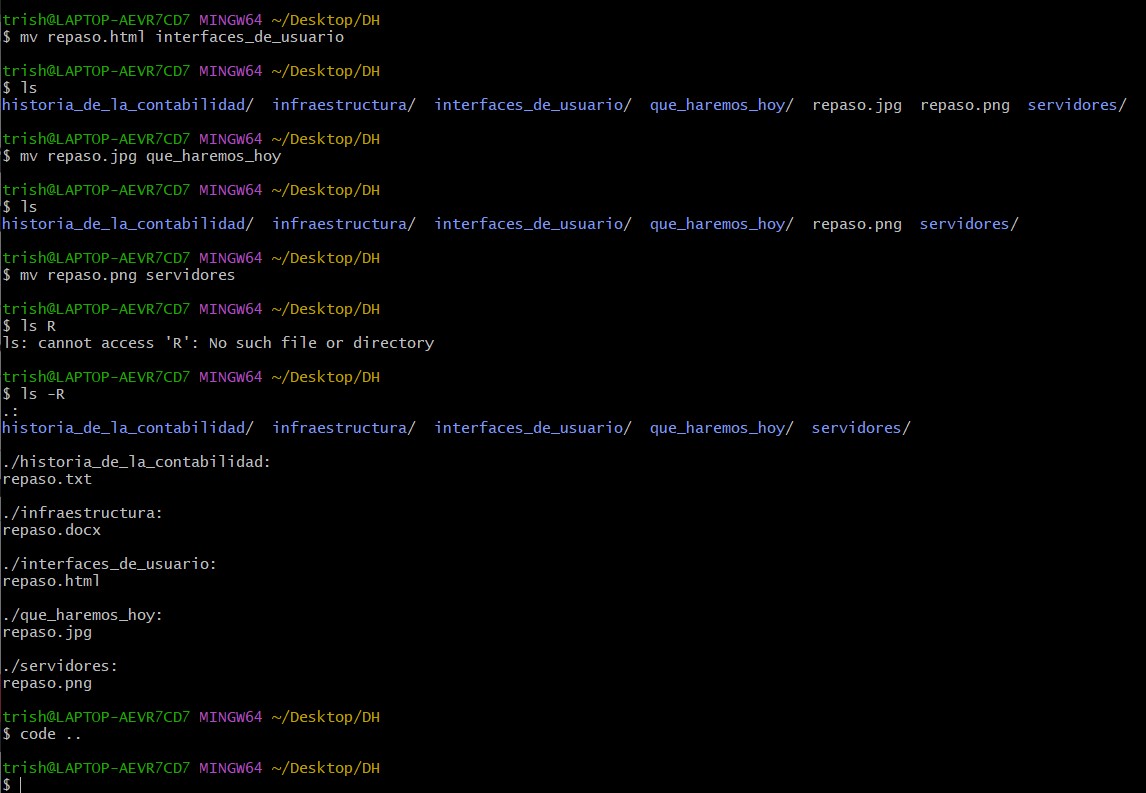 trish@LAPTOP-AEVR7CD7 MINGW64 ~/Desktop/DH
$ mv repaso.html interfaces_de_usuario
trish@LAPTOP-AEVR7CD7 MINGW64 ~/Desktop/DH
$ ls
historia_de_la_contabilidad/  infraestructura/  interfaces_de_usuario/  que_haremos_hoy/  repaso.jpg  repaso.png  servidores/
trish@LAPTOP-AEVR7CD7 MINGW64 ~/Desktop/DH
$ mv repaso.jpg que_haremos_hoy
trish@LAPTOP-AEVR7CD7 MINGW64 ~/Desktop/DH
$ ls
historia_de_la_contabilidad/  infraestructura/  interfaces_de_usuario/  que_haremos_hoy/  repaso.png  servidores/
trish@LAPTOP-AEVR7CD7 MINGW64 ~/Desktop/DH
$ mv repaso.png servidores
trish@LAPTOP-AEVR7CD7 MINGW64 ~/Desktop/DH
$ ls R
ls: cannot access 'R': No such file or directory
trish@LAPTOP-AEVR7CD7 MINGW64 ~/Desktop/DH
$ ls -R
.:
historia_de_la_contabilidad/  infraestructura/  interfaces_de_usuario/  que_haremos_hoy/  servidores/
./historia_de_la_contabilidad:
repaso.txt
./infraestructura:
repaso.docx
./interfaces_de_usuario:
repaso.html
./que_haremos_hoy:
repaso.jpg
./servidores:
repaso.png
trish@LAPTOP-AEVR7CD7 MINGW64 ~/Desktop/DH
$ code ..
trish@LAPTOP-AEVR7CD7 MINGW64 ~/Desktop/DH
$